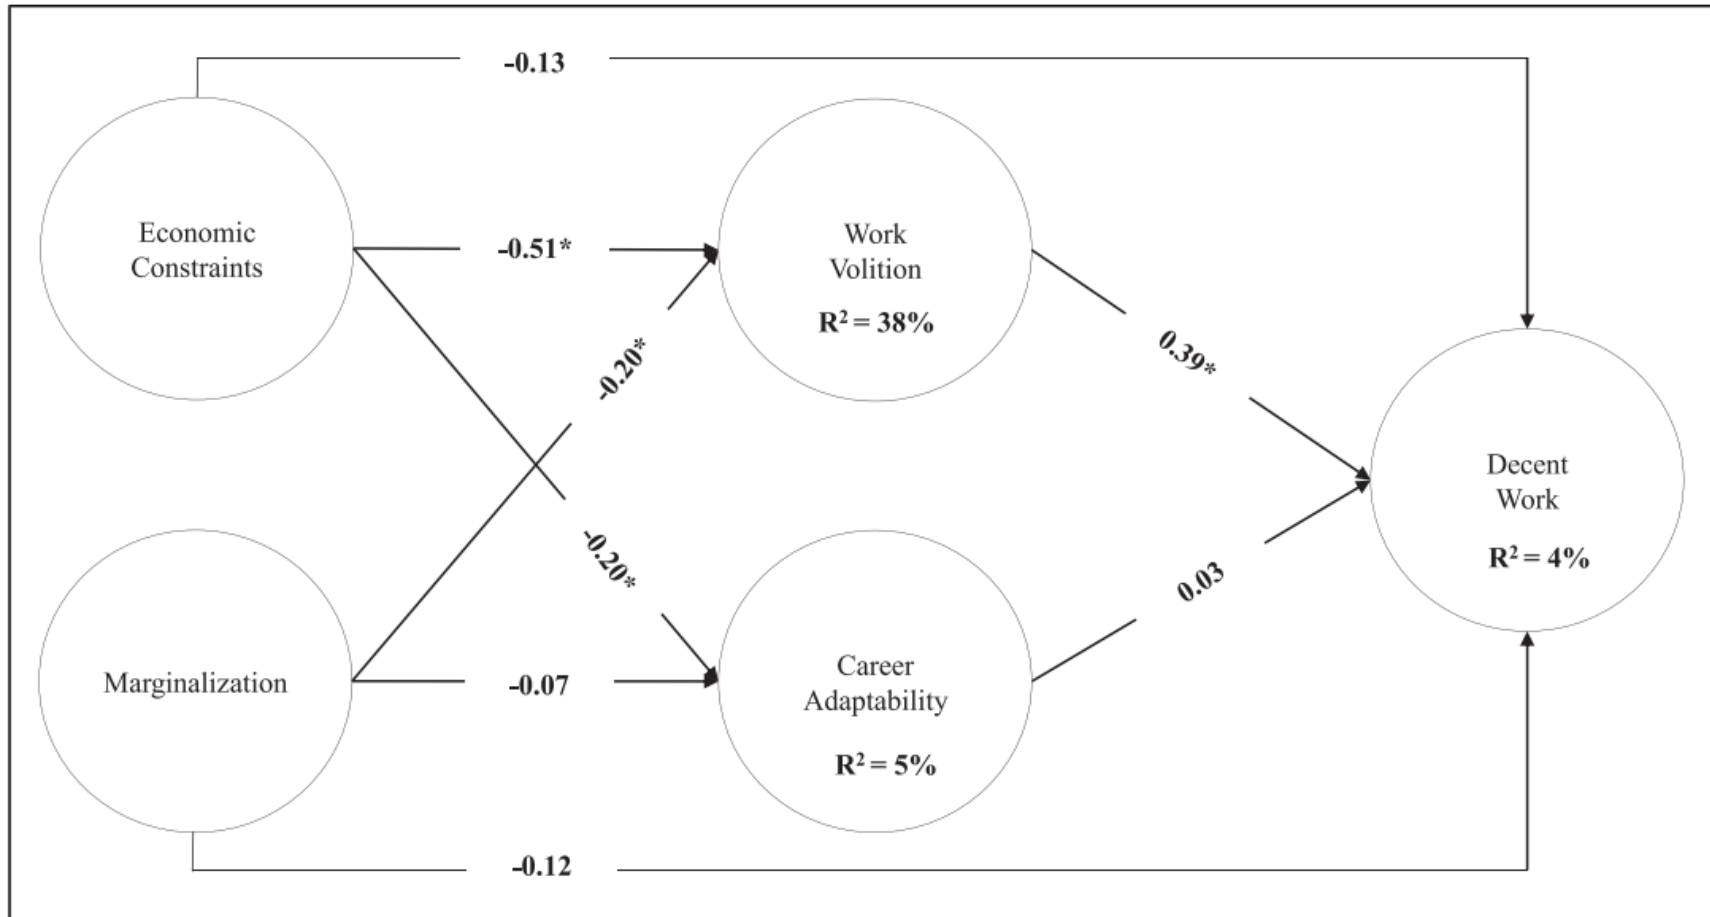 -0.13
Economic
Constraints
-0.51*
Work
Volition
R² = 38%
-0.20*
0.39*
Decent
Work
R² = 4%
-0.20*
0.03
Marginalization
-0.07
Career
Adaptability
R² = 5%
-0.12